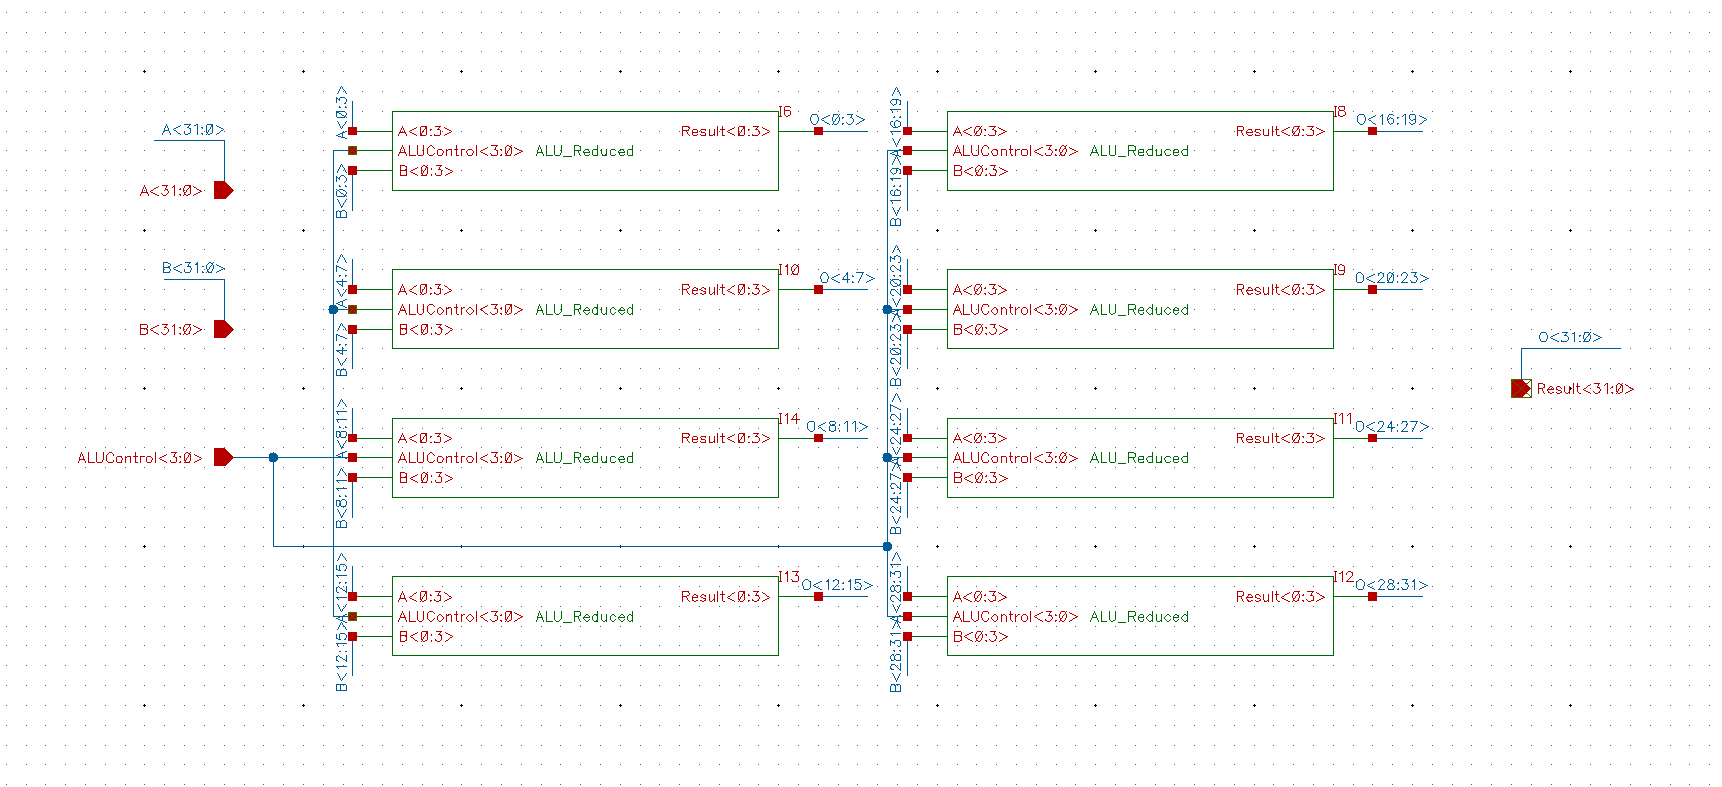 A<31:0>
A<31:0>
B<31:0>
B<31:0>
ALUControl<3:0>
A<0:3>
B<0:3>
I6
A<0:3>
Result<0:3>
ALUControl<3:0>
ALU_Reduced
B<0:3>
O<0:3>
A<4:7>
B<4:7>
I10
A<0:3>
Result<0:3>
ALUControl<3:0>
ALU_Reduced
B<0:3>
O<4:7>
A<8:11>
B<8:11>
I14
A<0:3>
Result<0:3>
ALUControl<3:0>
ALU_Reduced
B<0:3>
O<8:11>
A<12:15>
B<12:15>
I13
A<0:3>
Result<0:3>
ALUControl<3:0>
ALU_Reduced
B<0:3>
O<12:15>
A<16:19>
B<16:19>
I8
A<0:3>
Result<0:3>
ALUControl<3:0>
ALU_Reduced
B<0:3>
O<16:19>
A<20:23>
B<20:23>
I9
A<0:3>
Result<0:3>
ALUControl<3:0>
ALU_Reduced
B<0:3>
O<20:23>
A<24:27>
B<24:27>
I11
A<0:3>
Result<0:3>
ALUControl<3:0>
ALU_Reduced
B<0:3>
O<24:27>
A<28:31>
B<28:31>
I12
A<0:3>
Result<0:3>
ALUControl<3:0>
ALU_Reduced
B<0:3>
O<28:31>
O<31:0>
Result<31:0>